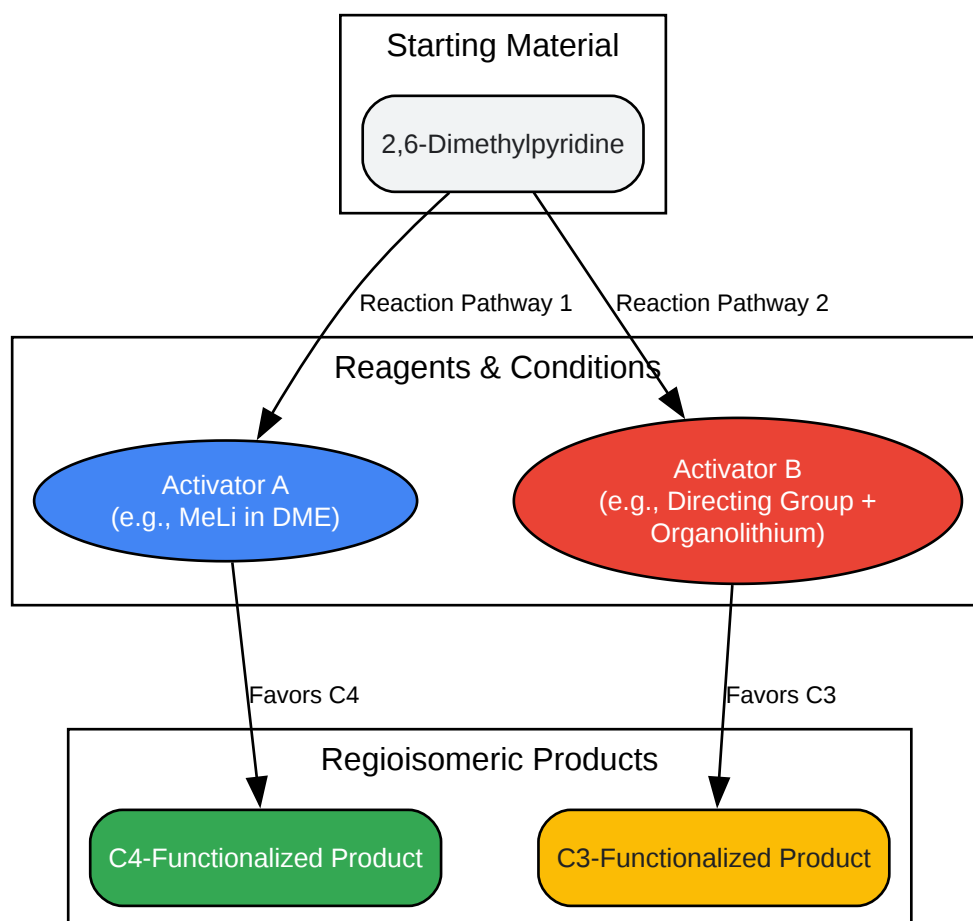 Starting Material
2,6-Dimethylpyridine
Reaction Pathway 1
Reaction Pathway 2
Reagents & Conditions
Activator A
(e.g., MeLi in DME)
Activator B
(e.g., Directing Group +
Organolithium)
Favors C4
Favors C3
Regioisomeric Products
C4-Functionalized Product
C3-Functionalized Product